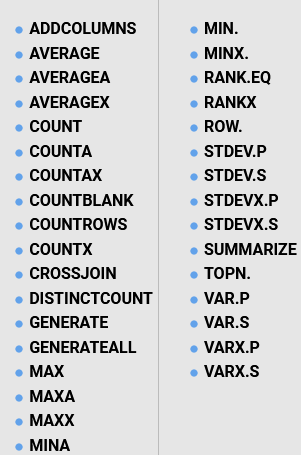 ADDCOLUMNS
AVERAGE
AVERAGEA
AVERAGEX
COUNT
COUNTA
COUNTAX
COUNTBLANK
COUNTROWS
COUNTX
CROSSJOIN
DISTINCTCOUNT
GENERATE
GENERATEALL
MAX
MAXA
MAXX
MINA
MIN.
MINX.
RANK.EQ
RANKX
ROW.
STDEV.P
STDEV.S
STDEVX.P
STDEVX.S
SUMMARIZE
TOPN.
VAR.P
VAR.S
VARX.P
VARX.S